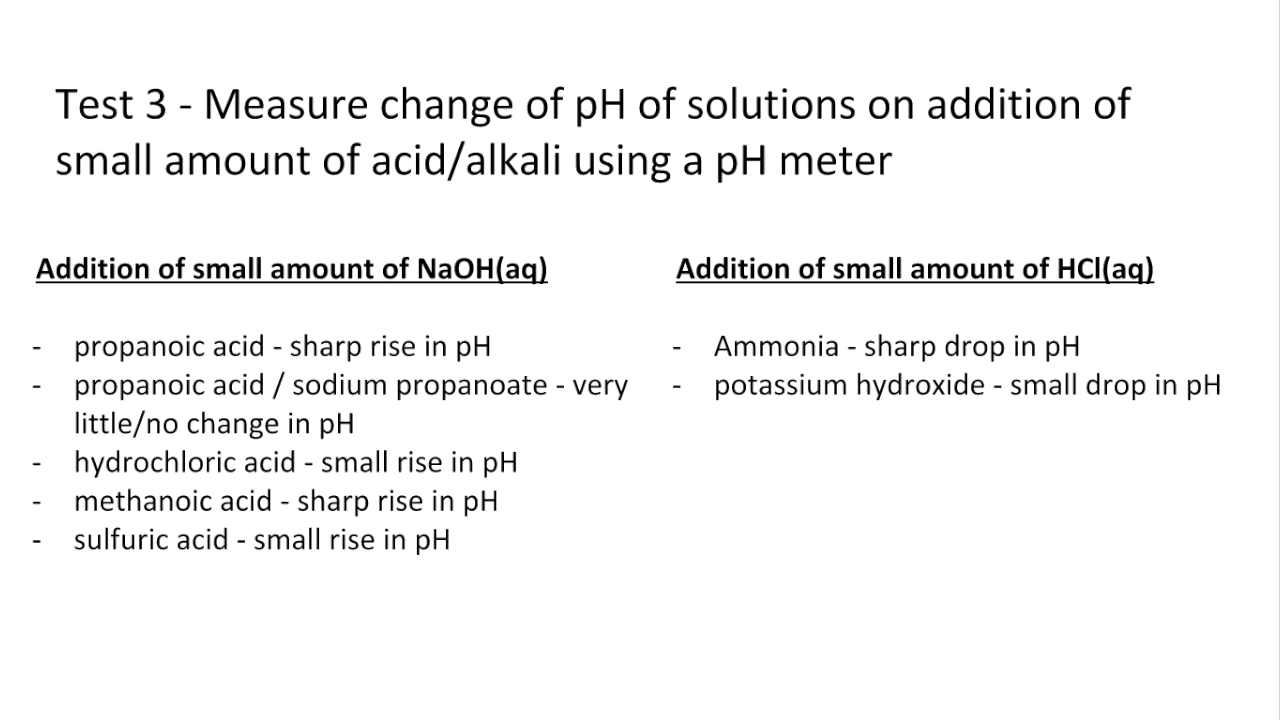 Test 3 - Measure change of pH of solutions on addition of
small amount of acid/alkali using a pH meter
Addition of small amount of NaOH(aq)
- propanoic acid - sharp rise in pH
- propanoic acid / sodium propanoate - very
little/no change in pH
- hydrochloric acid - small rise in pH
- methanoic acid - sharp rise in pH
- sulfuric acid - small rise in pH
Addition of small amount of HCl(aq)
- Ammonia - sharp drop in pH
- potassium hydroxide - small drop in pH